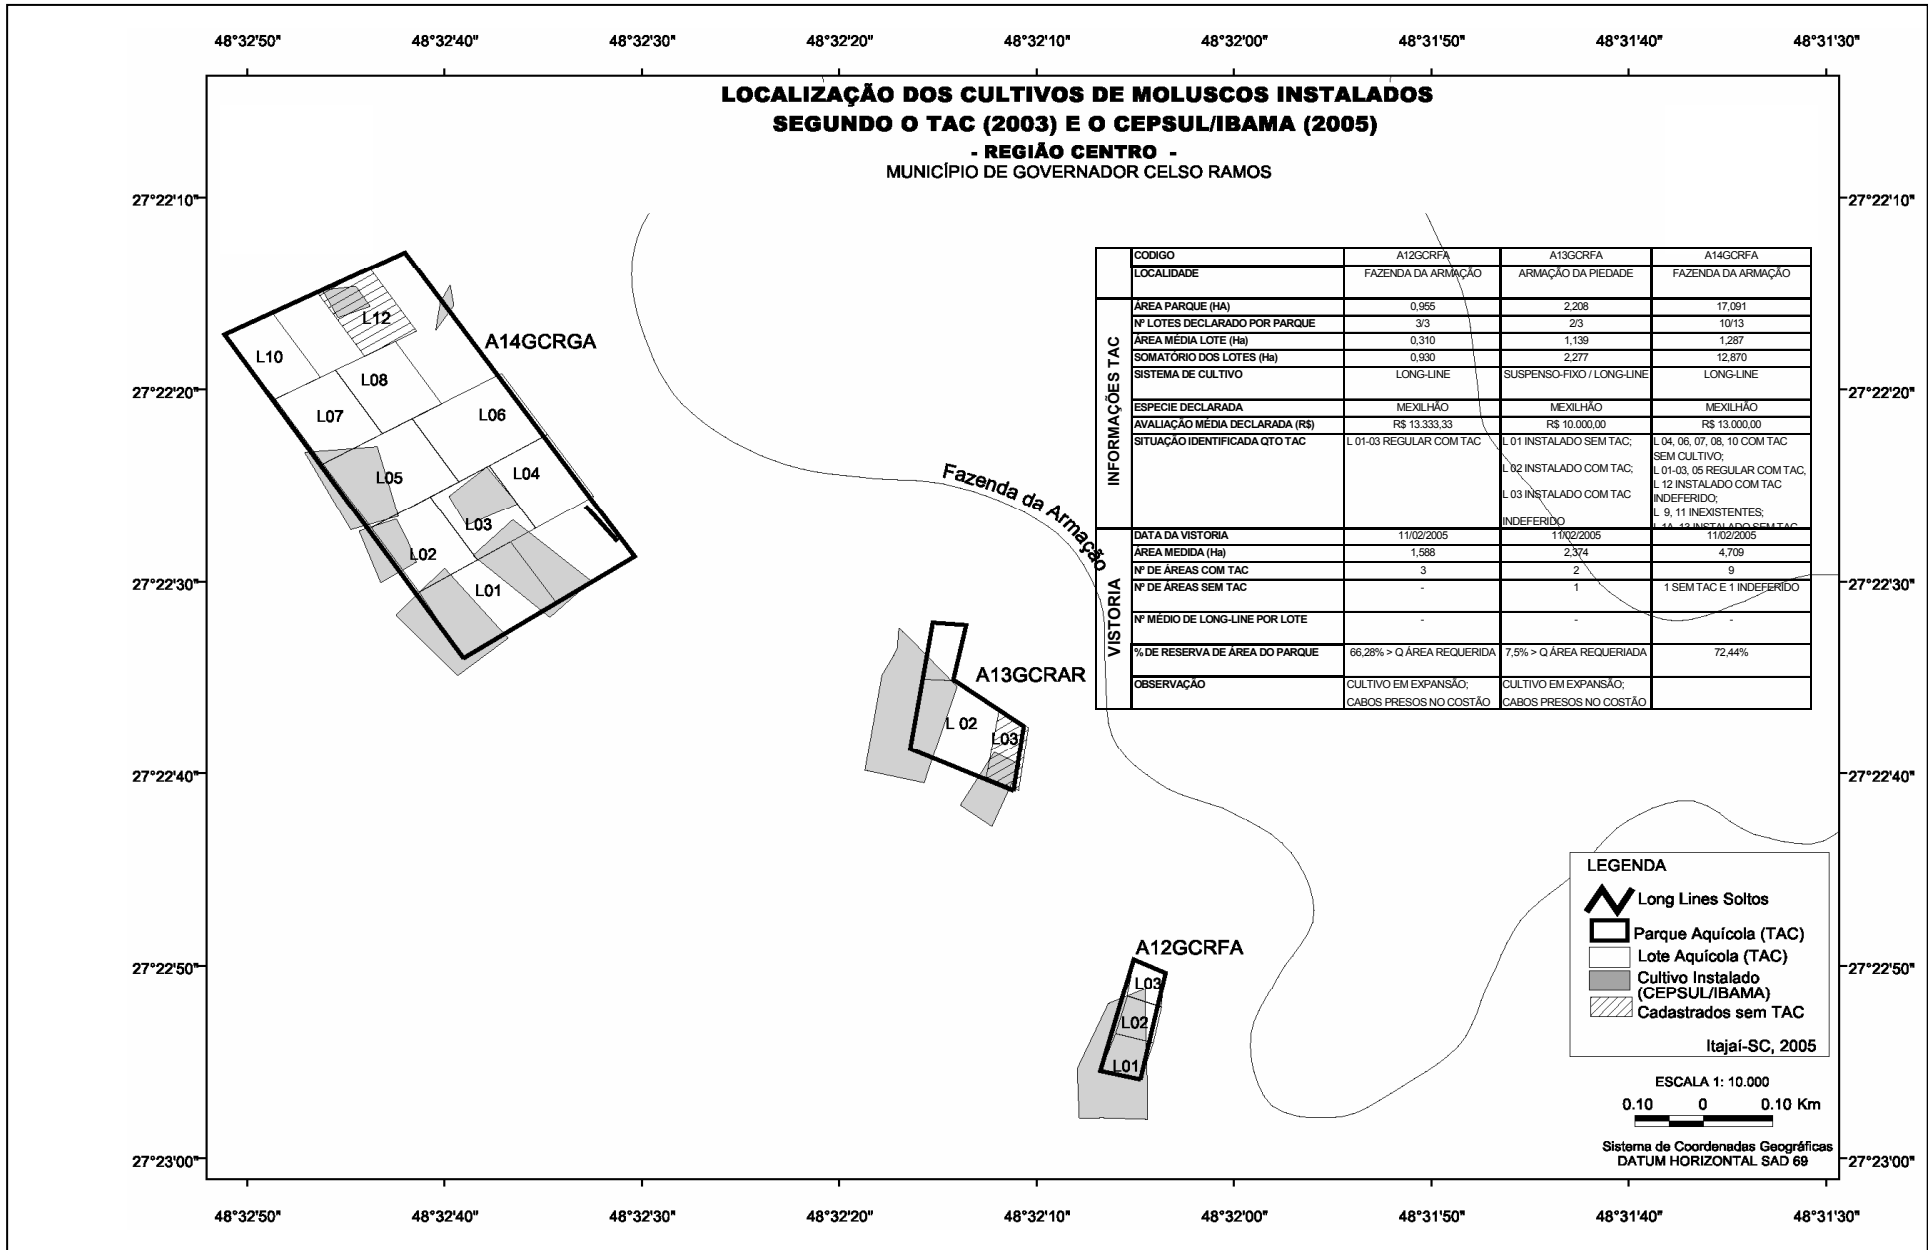 48°32'50" 48°32'40" 48°32'30" 48°32'20" 48°32'10" 48°32'00" 48°31'50" 48°31'40" 48°31'30"
LOCALIZAÇÃO DOS CULTIVOS DE MOLUSCOS INSTALADOS
SEGUNDO O TAC (2003) E O CEPSUL/IBAMA (2005)
- REGIÃO CENTRO -
MUNICÍPIO DE GOVERNADOR CELSO RAMOS
27°22'10" 27°22'10"
27°22'20" 27°22'20"
27°22'30" 27°22'30"
27°22'40" 27°22'40"
27°22'50" 27°22'50"
27°23'00" 27°23'00"
L12
L10
A14GCRGA
L08
L07
L06
L05
L04
L03
L02
L01
Fazenda da Armação
A13GCRAR
L 02
L03
A12GCRFA
L03
L02
L01
CODIGO A12GCRFA A13GCRFA A14GCRFA
LOCALIDADE FAZENDA DA ARMAÇÃO ARMAÇÃO DA PIEDADE FAZENDA DA ARMAÇÃO
INFORMAÇÕES TAC
ÁREA PARQUE (HA) 0,955 2,208 17,091
Nº LOTES DECLARADO POR PARQUE 3/3 2/3 10/13
ÁREA MÉDIA LOTE (Ha) 0,310 1,139 1,287
SOMATÓRIO DOS LOTES (Ha) 0,930 2,277 12,870
SISTEMA DE CULTIVO LONG-LINE SUSPENSO-FIXO / LONG-LINE LONG-LINE
ESPECIE DECLARADA MEXILHÃO MEXILHÃO MEXILHÃO
AVALIAÇÃO MÉDIA DECLARADA (R$) R$ 13.333,33 R$ 10.000,00 R$ 13.000,00
SITUAÇÃO IDENTIFICADA QTO TAC L 01-03 REGULAR COM TAC
L 01 INSTALADO SEM TAC;
L 02 INSTALADO COM TAC;
L 03 INSTALADO COM TAC
INDEFERIDO
L 04, 06, 07, 08, 10 COM TAC
SEM CULTIVO;
L 01-03, 05 REGULAR COM TAC,
L 12 INSTALADO COM TAC
INDEFERIDO;
L 9, 11 INEXISTENTES;
L 1A, 13 INSTALADO SEM TAC
VISTORIA
DATA DA VISTORIA 11/02/2005 11/02/2005 11/02/2005
ÁREA MEDIDA (Ha) 1,588 2,374 4,709
Nº DE ÁREAS COM TAC 3 2 9
Nº DE ÁREAS SEM TAC - 1 1 SEM TAC E 1 INDEFERIDO
Nº MÉDIO DE LONG-LINE POR LOTE - - -
% DE RESERVA DE ÁREA DO PARQUE 66,28% > Q ÁREA REQUERIDA 7,5% > Q ÁREA REQUERIADA 72,44%
OBSERVAÇÃO CULTIVO EM EXPANSÃO; CULTIVO EM EXPANSÃO;
CABOS PRESOS NO COSTÃO CABOS PRESOS NO COSTÃO
LEGENDA
Long Lines Soltos
Parque Aquícola (TAC)
Lote Aquícola (TAC)
Cultivo Instalado
(CEPSUL/IBAMA)
Cadastrados sem TAC
Itajaí-SC, 2005
ESCALA 1: 10.000
0.10 0 0.10 Km
Sistema de Coordenadas Geográficas
DATUM HORIZONTAL SAD 69
48°32'50" 48°32'40" 48°32'30" 48°32'20" 48°32'10" 48°32'00" 48°31'50" 48°31'40" 48°31'30"